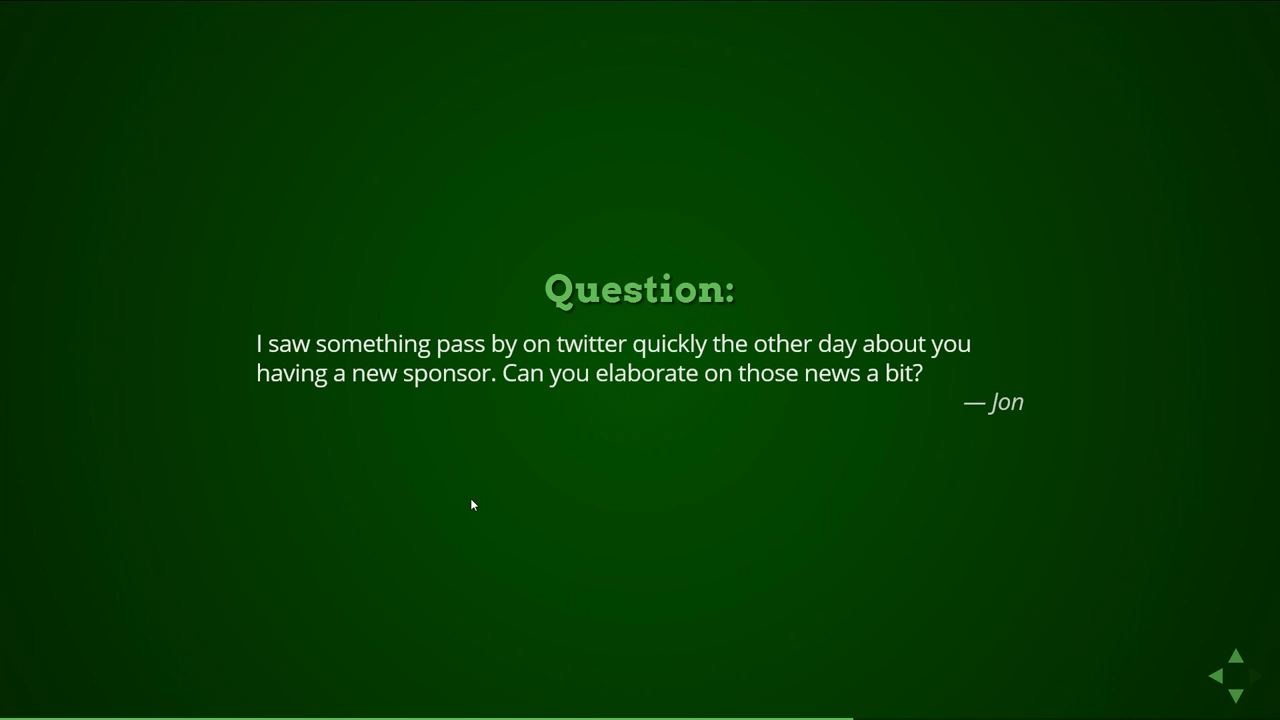 Question:
I saw something pass by on twitter quickly the other day about you
having a new sponsor. Can you elaborate on those news a bit?
— Jon